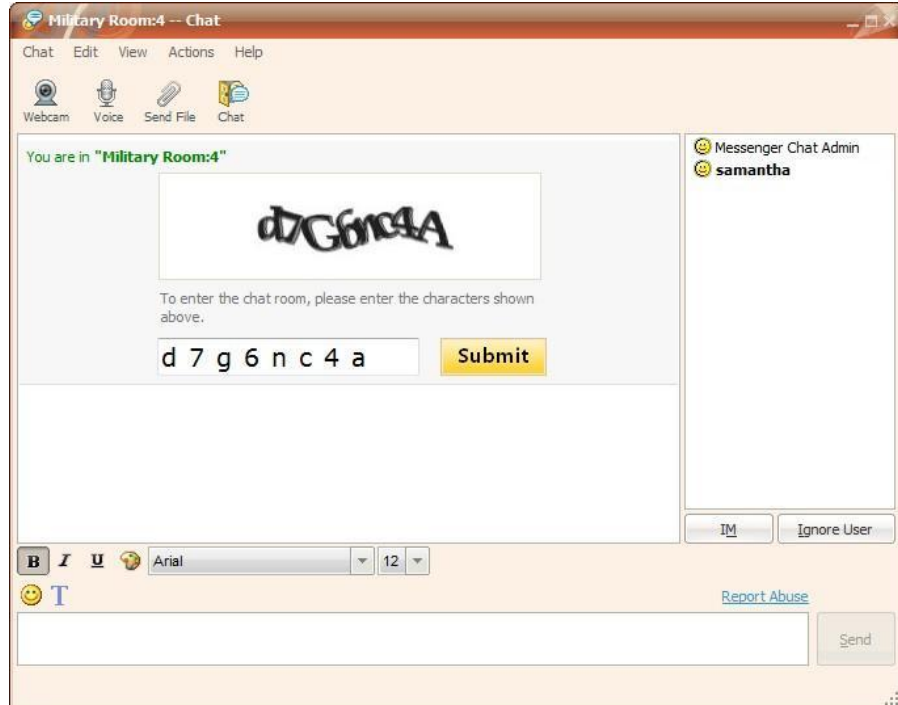 Military Room:4 -- Chat
Chat Edit View Actions Help
Webcam Voice Send File Chat
You are in "Military Room:4"
d7G6nc4A
To enter the chat room, please enter the characters shown
above.
d 7 g 6 n c 4 a
Submit
Messenger Chat Admin
samantha
IM Ignore User
B I U Arial 12
T
Report Abuse
Send